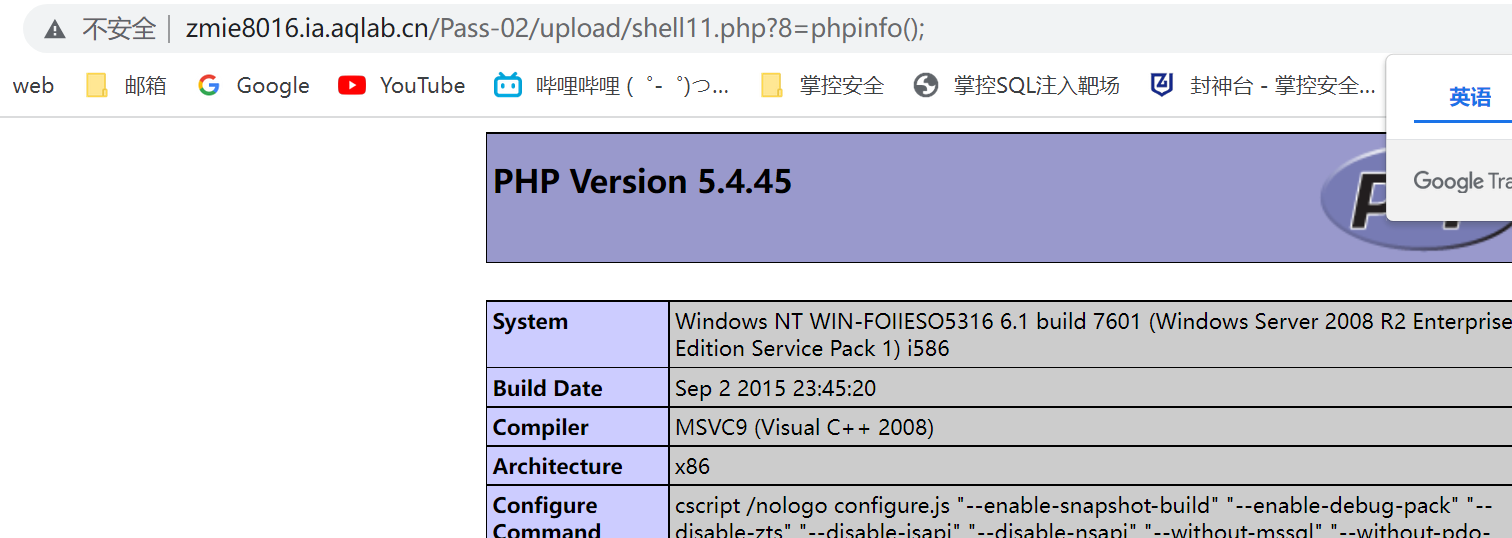 不安全 | zmie8016.ia.aqlab.cn/Pass-02/upload/shell11.php?8=phpinfo();
web 邮箱 Google YouTube 哔哩哔哩 (゜-゜)つ... 掌控安全 掌控SQL注入靶场 封神台 - 掌控安全...
英语
Google Tra
PHP Version 5.4.45
System Windows NT WIN-FOIIESO5316 6.1 build 7601 (Windows Server 2008 R2 Enterprise
Edition Service Pack 1) i586
Build Date Sep 2 2015 23:45:20
Compiler MSVC9 (Visual C++ 2008)
Architecture x86
Configure cscript /nologo configure.js "--enable-snapshot-build" "--enable-debug-pack" "--
Command disable-zts" "--disable-isapi" "--disable-nsapi" "--without-mssql" "--without-pdo-